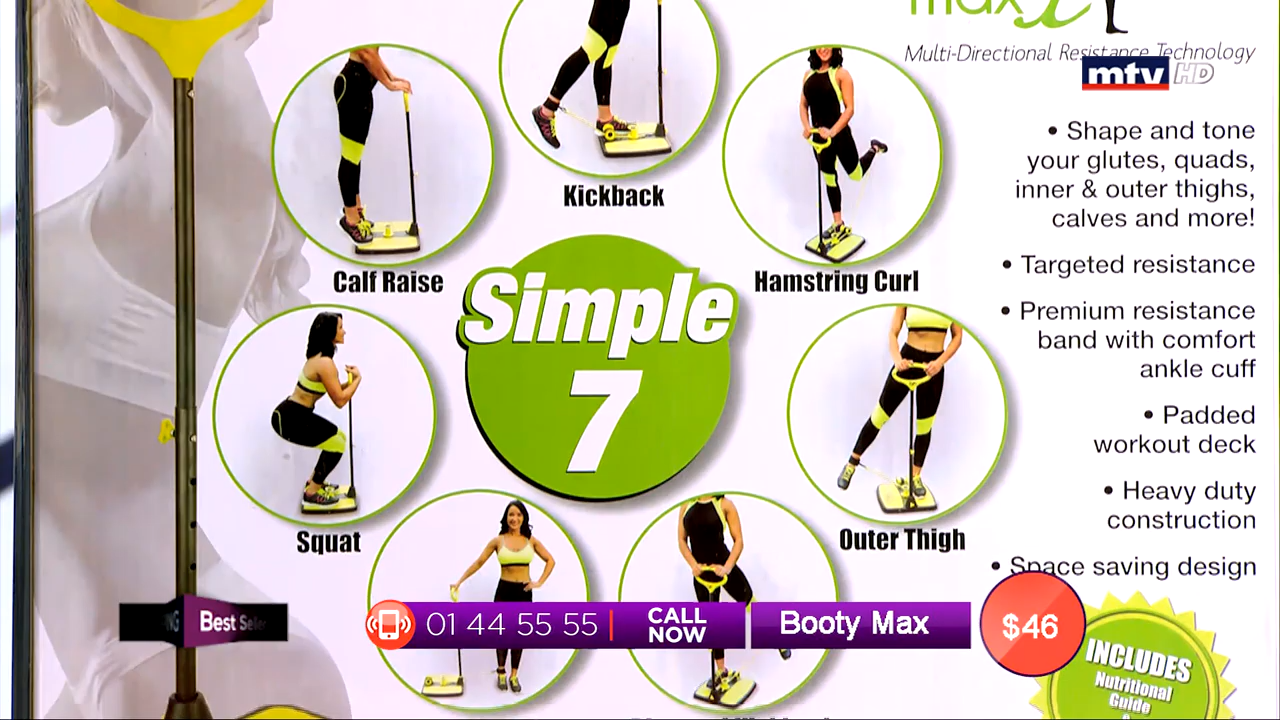 max
Multi-Directional Resistance Technology
mtv HD
• Shape and tone
your glutes, quads,
inner & outer thighs,
calves and more!
• Targeted resistance
• Premium resistance
band with comfort
ankle cuff
• Padded
workout deck
• Heavy duty
construction
• Space saving design
Kickback
Calf Raise
Hamstring Curl
Simple
7
Squat
Outer Thigh
Best
01 44 55 55
CALL
NOW
Booty Max
$46
INCLUDES
Nutritional
Guide